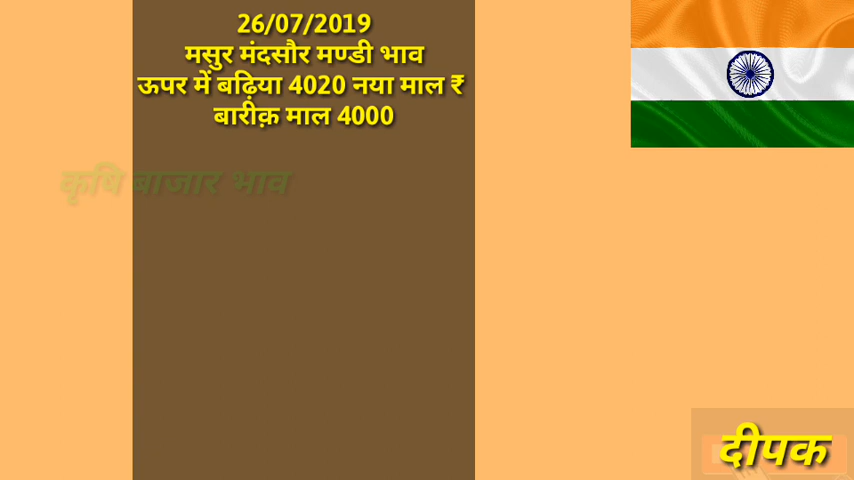 26/07/2019
मसुर मंदसौर मण्डी भाव
ऊपर में बढ़िया 4020 नया माल ₹
बारीक़ माल 4000
कृषि बाजार भाव
दीपक